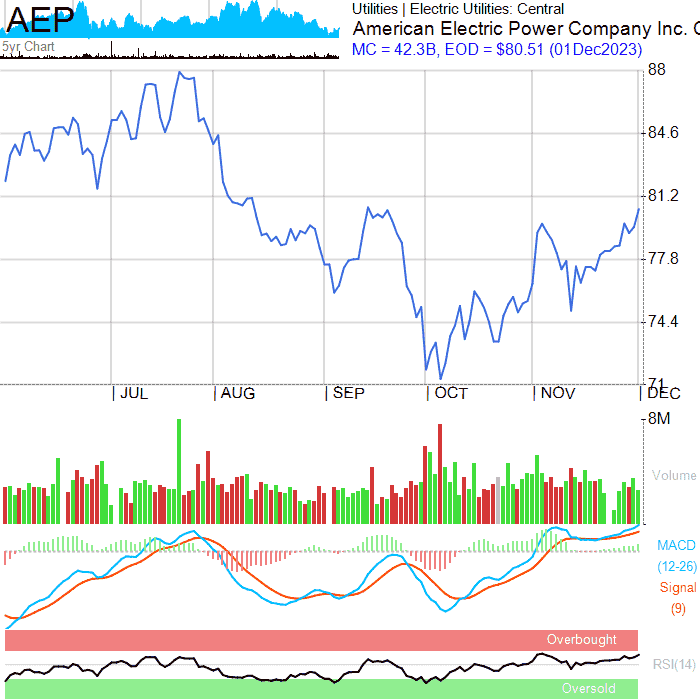 AEP
5yr Chart
Utilities | Electric Utilities: Central
American Electric Power Company Inc. C
MC = 42.3B, EOD = $80.51 (01Dec2023)
88
84.6
81.2
77.8
74.4
71
JUL
AUG
SEP
OCT
NOV
DEC
8M
Volume
MACD
(12-26)
Signal
(9)
Overbought
RSI(14)
Oversold